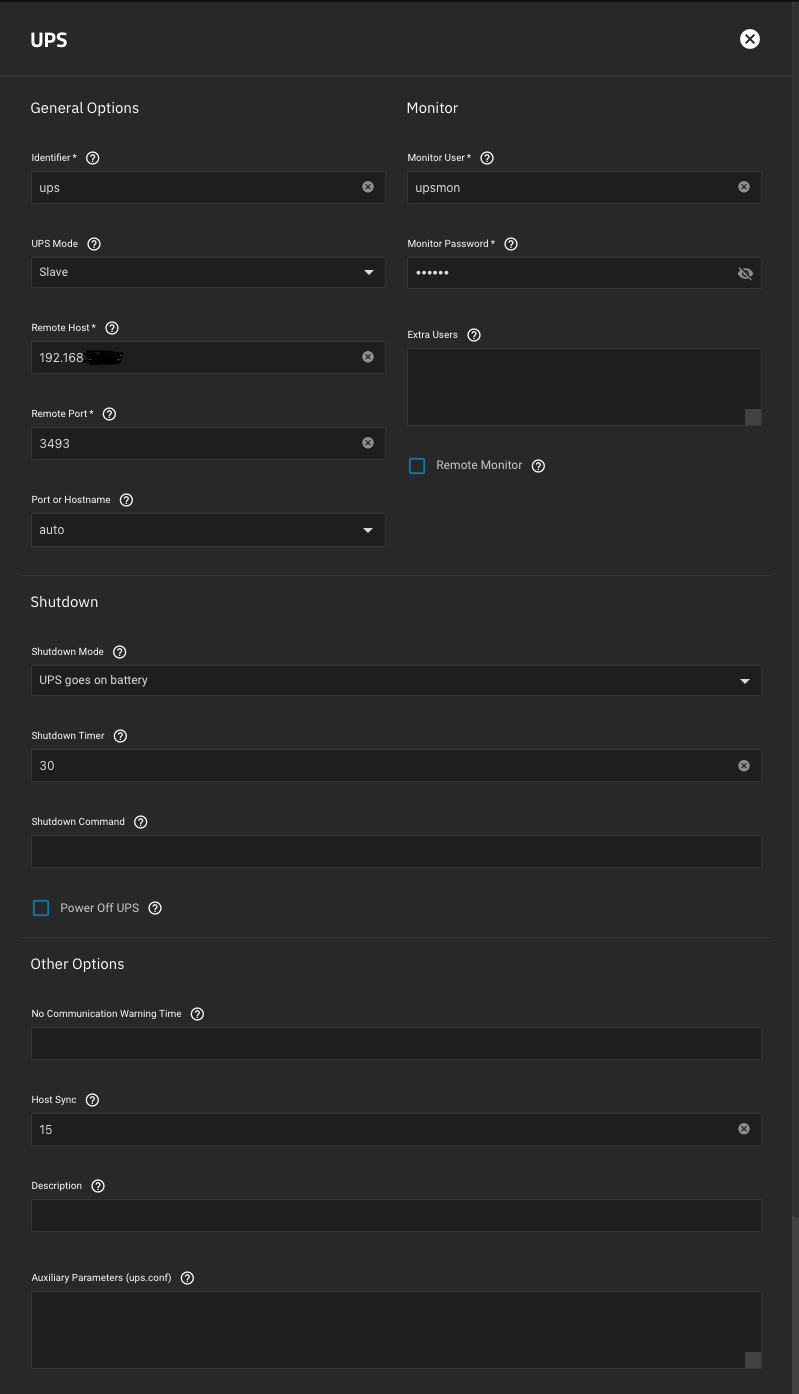 UPS
General Options
Identifier *
ups
UPS Mode
Slave
Remote Host *
192.168
Remote Port *
3493
Port or Hostname
auto
Monitor
Monitor User *
upsmon
Monitor Password *
••••••
Extra Users
Remote Monitor
Shutdown
Shutdown Mode
UPS goes on battery
Shutdown Timer
30
Shutdown Command
Power Off UPS
Other Options
No Communication Warning Time
Host Sync
15
Description
Auxiliary Parameters (ups.conf)